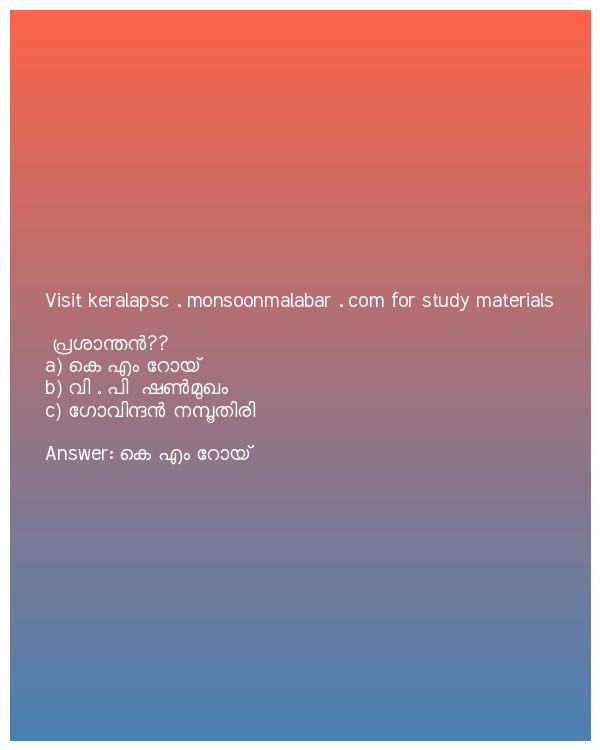 Visit keralapsc . monsoonmalabar . com for study materials
പ്രശാന്തൻ??
a) കെ എം റോയ്
b) വി . പി ഷൺമുഖം
c) ഗോവിന്ദൻ നമ്പൂതിരി
Answer: കെ എം റോയ്